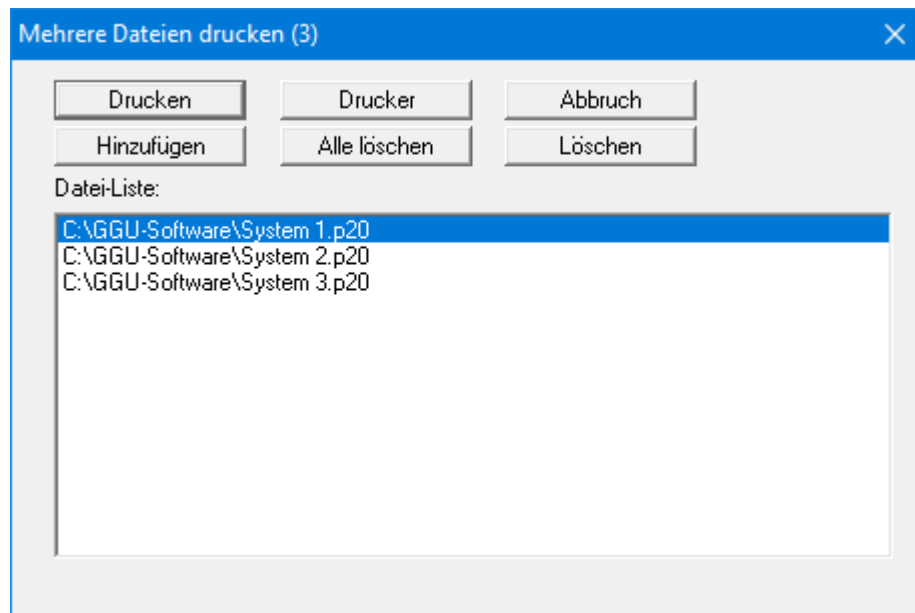 Mehrere Dateien drucken (3)
Drucken Drucker Abbruch
Hinzufügen Alle löschen Löschen
Datei-Liste:
C:\GGU-Software\System 1.p20
C:\GGU-Software\System 2.p20
C:\GGU-Software\System 3.p20